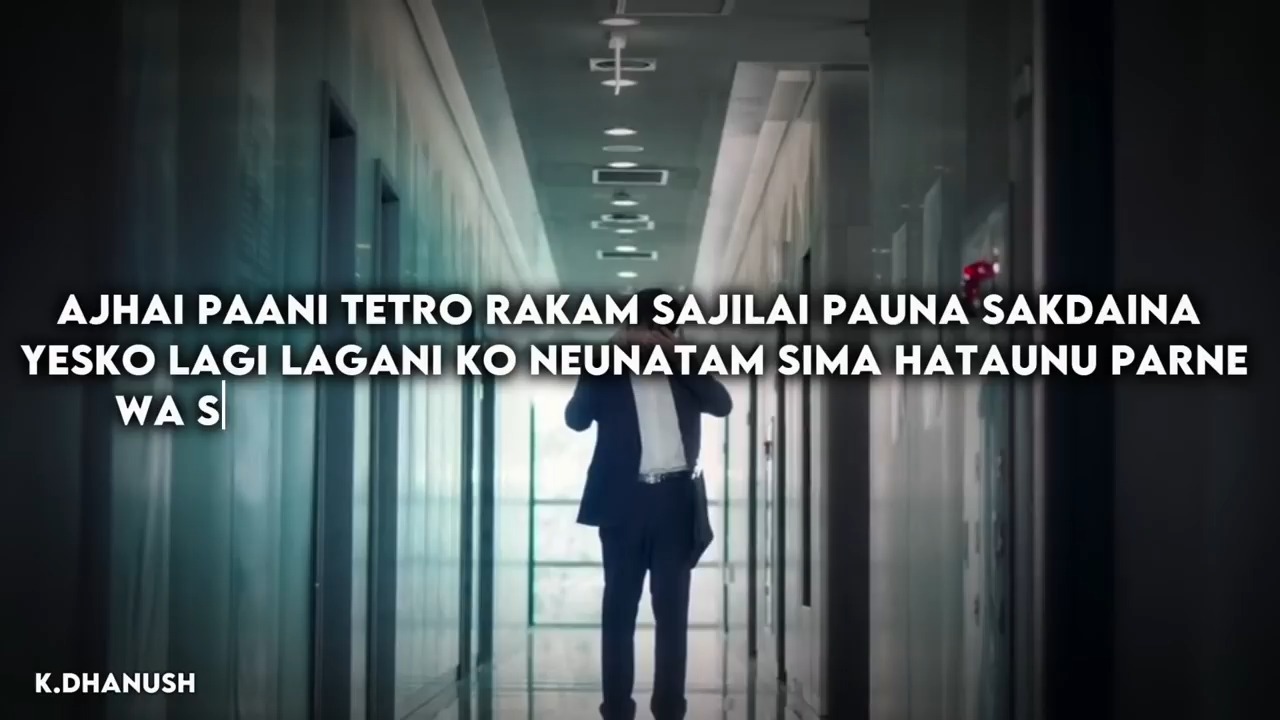 AJHAI PAANI TETRO RAKAM SAJILAI PAUNA SAKDAINA
YESKO LAGI LAGANI KO NEUNATAM SIMA HATAUNU PARNE
WA S
K.DHANUSH